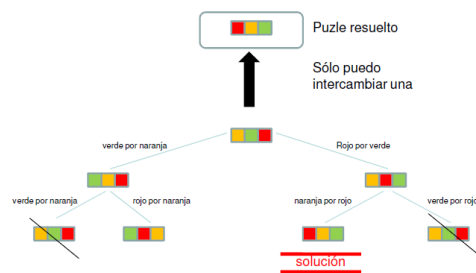 Puzle resuelto
Sólo puedo
intercambiar una
verde por naranja
Rojo por verde
verde por naranja
rojo por naranja
naranja por rojo
verde por rojo
solución